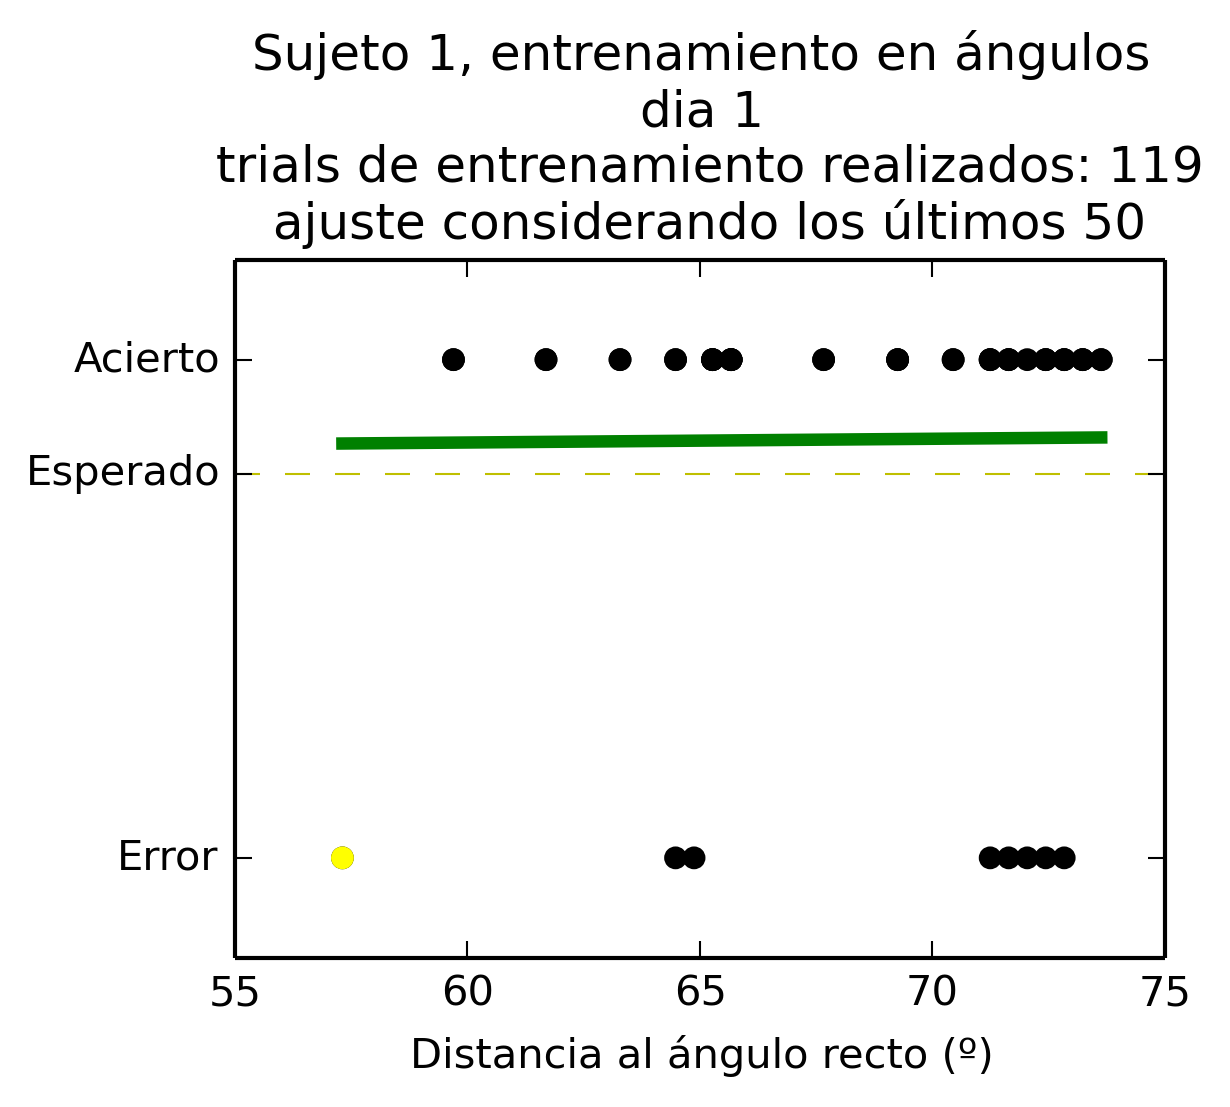 Sujeto 1, entrenamiento en ángulos
dia 1
trials de entrenamiento realizados: 119
ajuste considerando los últimos 50
Acierto
Esperado
Error
55 60 65 70 75
Distancia al ángulo recto (º)